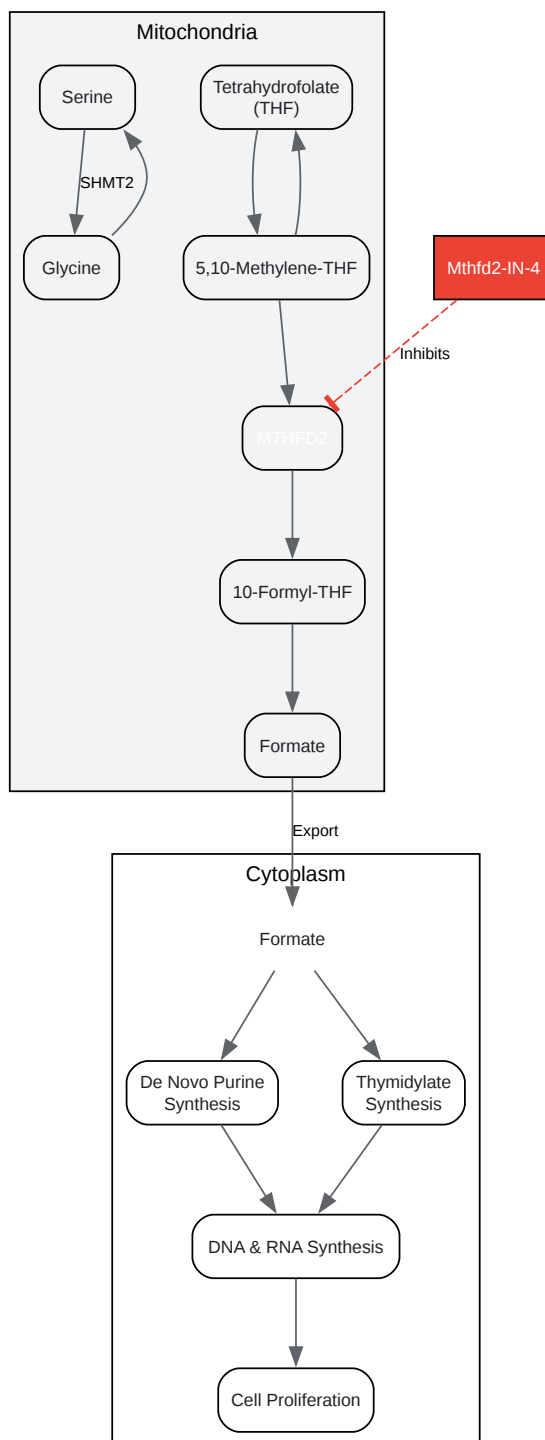 Mitochondria
Serine
Tetrahydrofolate
(THF)
SHMT2
Glycine
5,10-Methylene-THF
Mthfd2-IN-4
Inhibits
MTHFD2
10-Formyl-THF
Formate
Export
Cytoplasm
Formate
De Novo Purine
Synthesis
Thymidylate
Synthesis
DNA & RNA Synthesis
Cell Proliferation